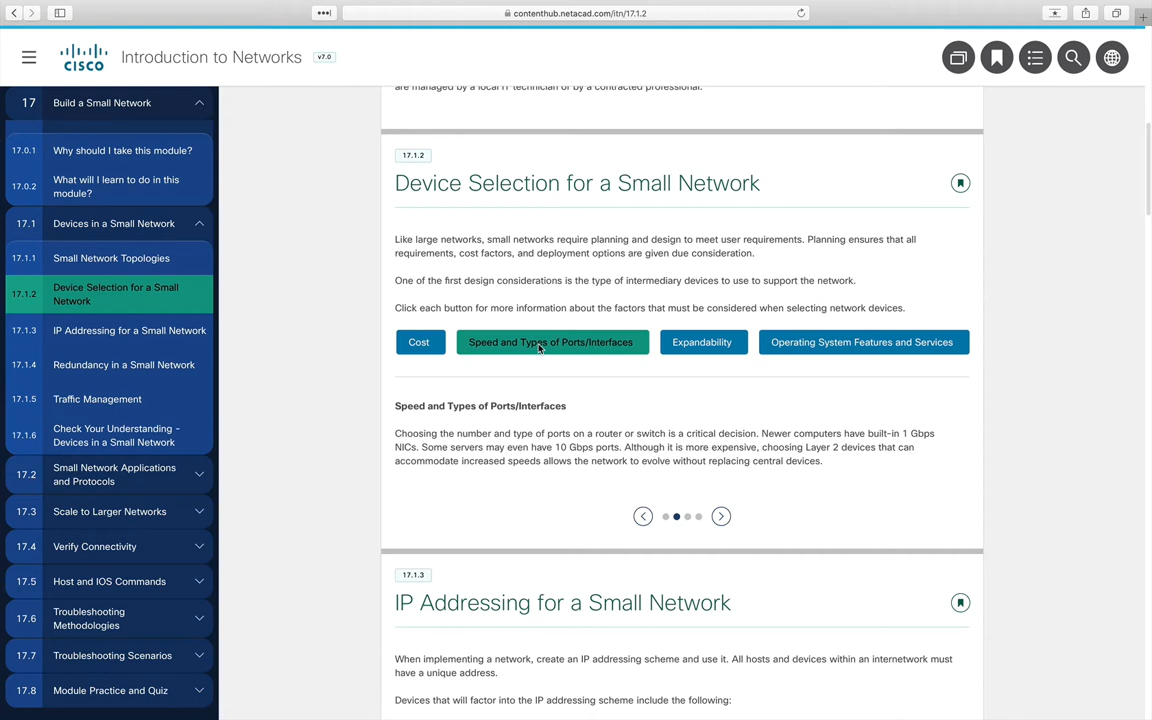 contenthub.netacad.com/itn/17.1.2
CISCO
Introduction to Networks
v7.0
17 Build a Small Network
17.0.1 Why should I take this module?
17.0.2 What will I learn to do in this
module?
17.1 Devices in a Small Network
17.1.1 Small Network Topologies
17.1.2 Device Selection for a Small
Network
17.1.3 IP Addressing for a Small Network
17.1.4 Redundancy in a Small Network
17.1.5 Traffic Management
17.1.6 Check Your Understanding -
Devices in a Small Network
17.2 Small Network Applications
and Protocols
17.3 Scale to Larger Networks
17.4 Verify Connectivity
17.5 Host and IOS Commands
17.6 Troubleshooting
Methodologies
17.7 Troubleshooting Scenarios
17.8 Module Practice and Quiz
are managed by a local IT technician or by a contracted professional.
17.1.2
Device Selection for a Small Network
Like large networks, small networks require planning and design to meet user requirements. Planning ensures that all
requirements, cost factors, and deployment options are given due consideration.
One of the first design considerations is the type of intermediary devices to use to support the network.
Click each button for more information about the factors that must be considered when selecting network devices.
Cost
Speed and Types of Ports/Interfaces
Expandability
Operating System Features and Services
Speed and Types of Ports/Interfaces
Choosing the number and type of ports on a router or switch is a critical decision. Newer computers have built-in 1 Gbps
NICs. Some servers may even have 10 Gbps ports. Although it is more expensive, choosing Layer 2 devices that can
accommodate increased speeds allows the network to evolve without replacing central devices.
17.1.3
IP Addressing for a Small Network
When implementing a network, create an IP addressing scheme and use it. All hosts and devices within an internetwork must
have a unique address.
Devices that will factor into the IP addressing scheme include the following: